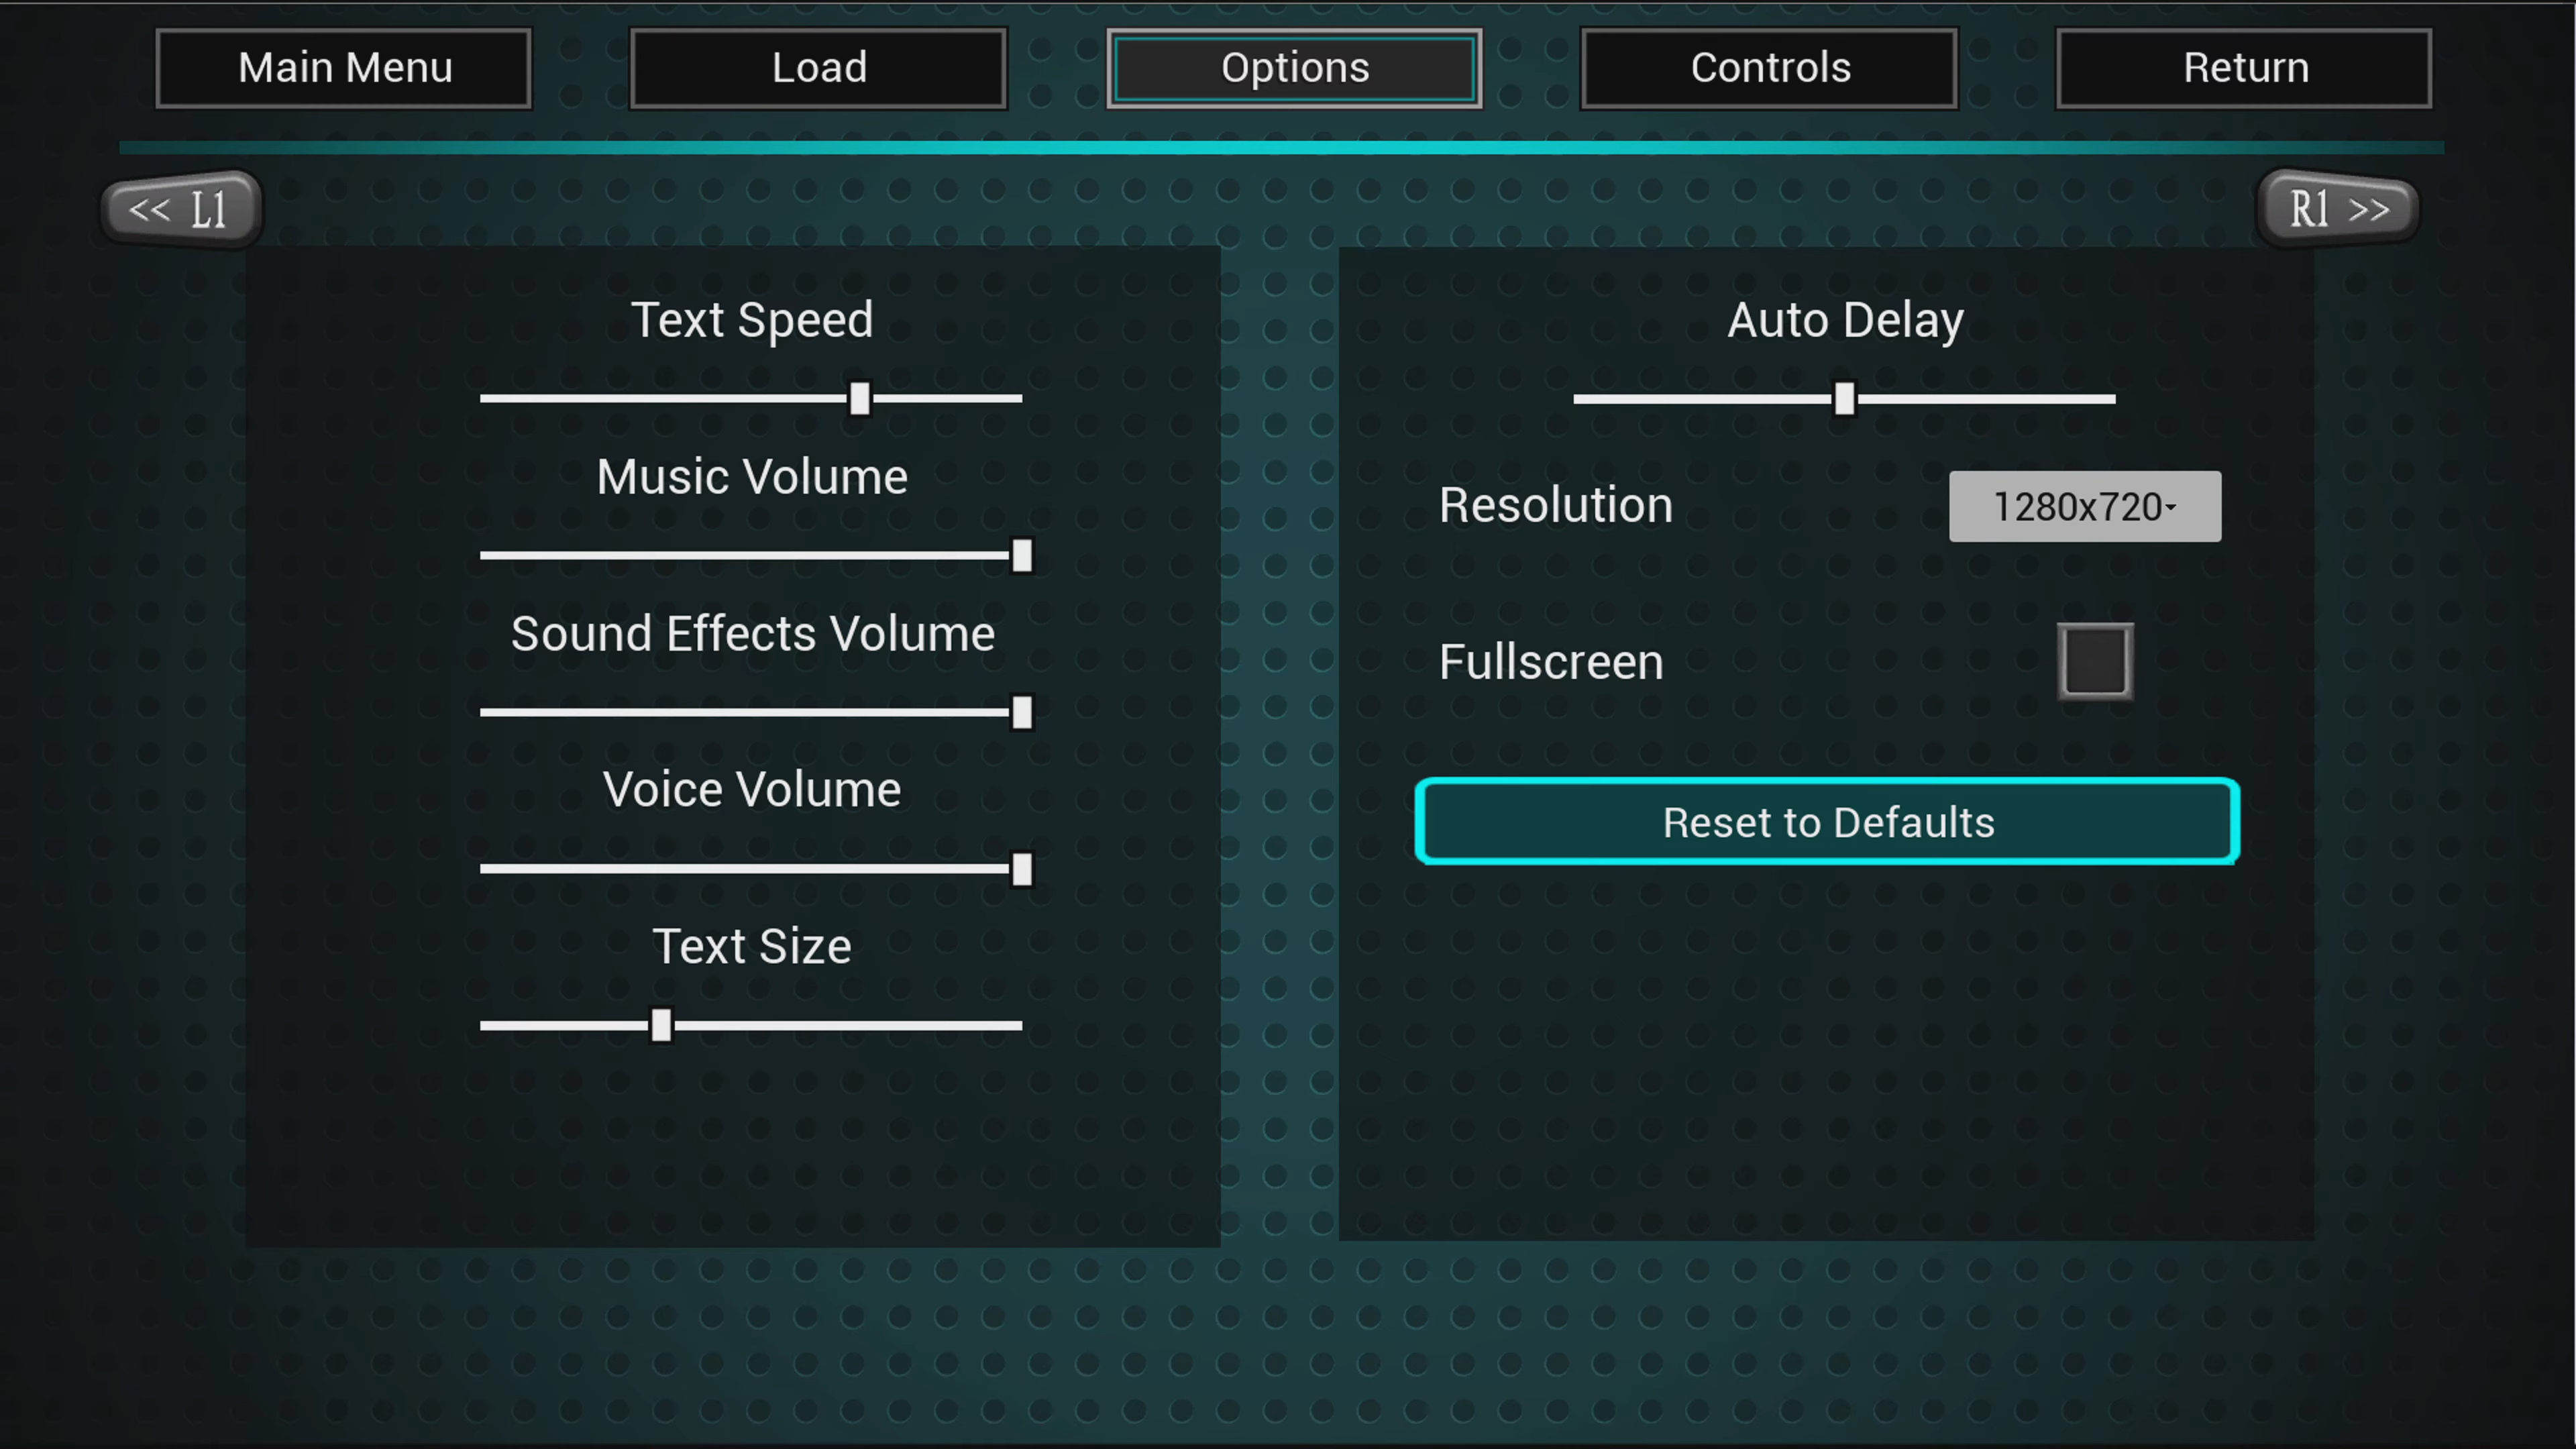 Main Menu
Load
Options
Controls
Return
<< L1
R1 >>
Text Speed
Music Volume
Sound Effects Volume
Voice Volume
Text Size
Auto Delay
Resolution
1280x720
Fullscreen
Reset to Defaults